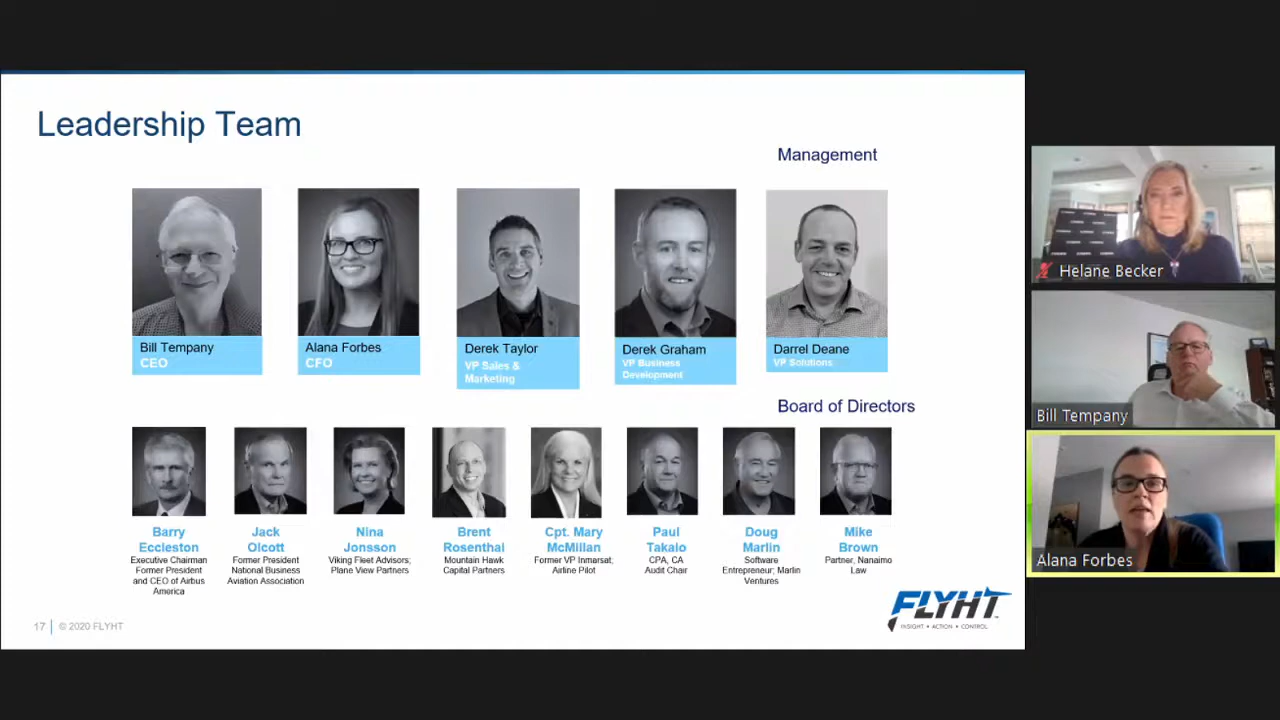 Leadership Team
Management
Bill Tempany
CEO
Alana Forbes
CFO
Derek Taylor
VP Sales &
Marketing
Derek Graham
VP Business
Development
Darrel Deane
VP Solutions
Board of Directors
Barry
Eccleston
Executive Chairman
Former President
and CEO of Airbus
America
Jack
Olcott
Former President
National Business
Aviation Association
Nina
Jonsson
Viking Fleet Advisors;
Plane View Partners
Brent
Rosenthal
Mountain Hawk
Capital Partners
Cpt. Mary
McMillan
Former VP Inmarsat;
Airline Pilot
Paul
Takalo
CPA, CA
Audit Chair
Doug
Marlin
Software
Entrepreneur; Marlin
Ventures
Mike
Brown
Partner, Nanaimo
Law
17 | © 2020 FLYHT
FLYHT
INSIGHT • ACTION • CONTROL
Helane Becker
Bill Tempany
Alana Forbes